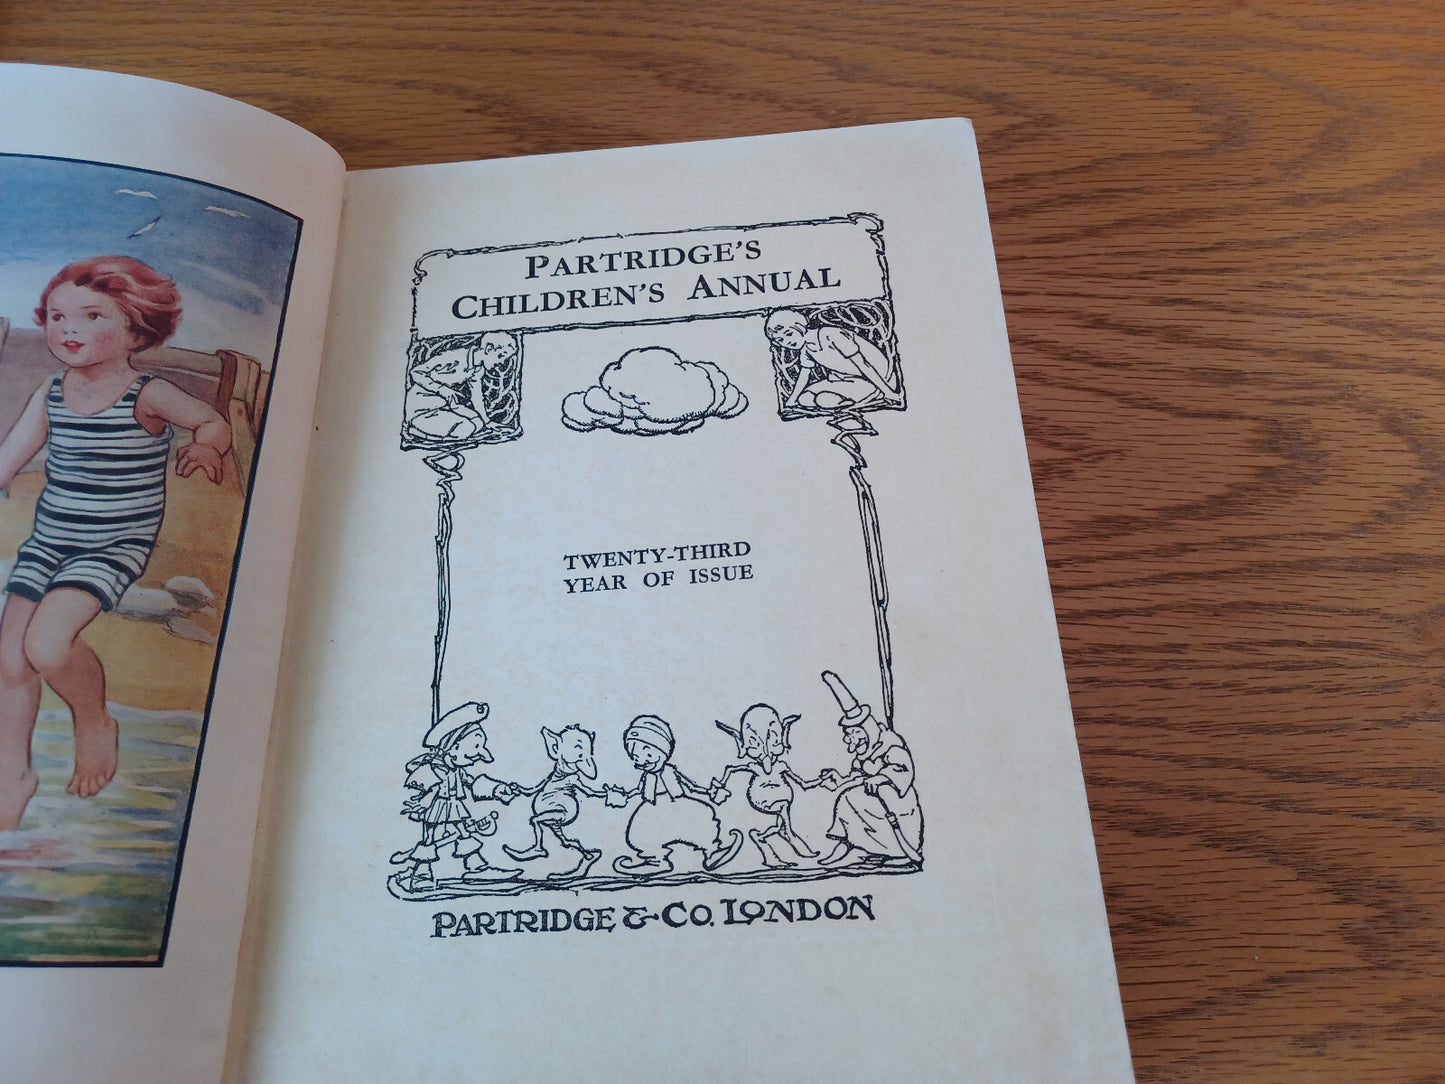 PARTRIDGE'S
CHILDREN'S ANNUAL
TWENTY-THIRD
YEAR OF ISSUE
PARTRIDGE & CO. LONDON